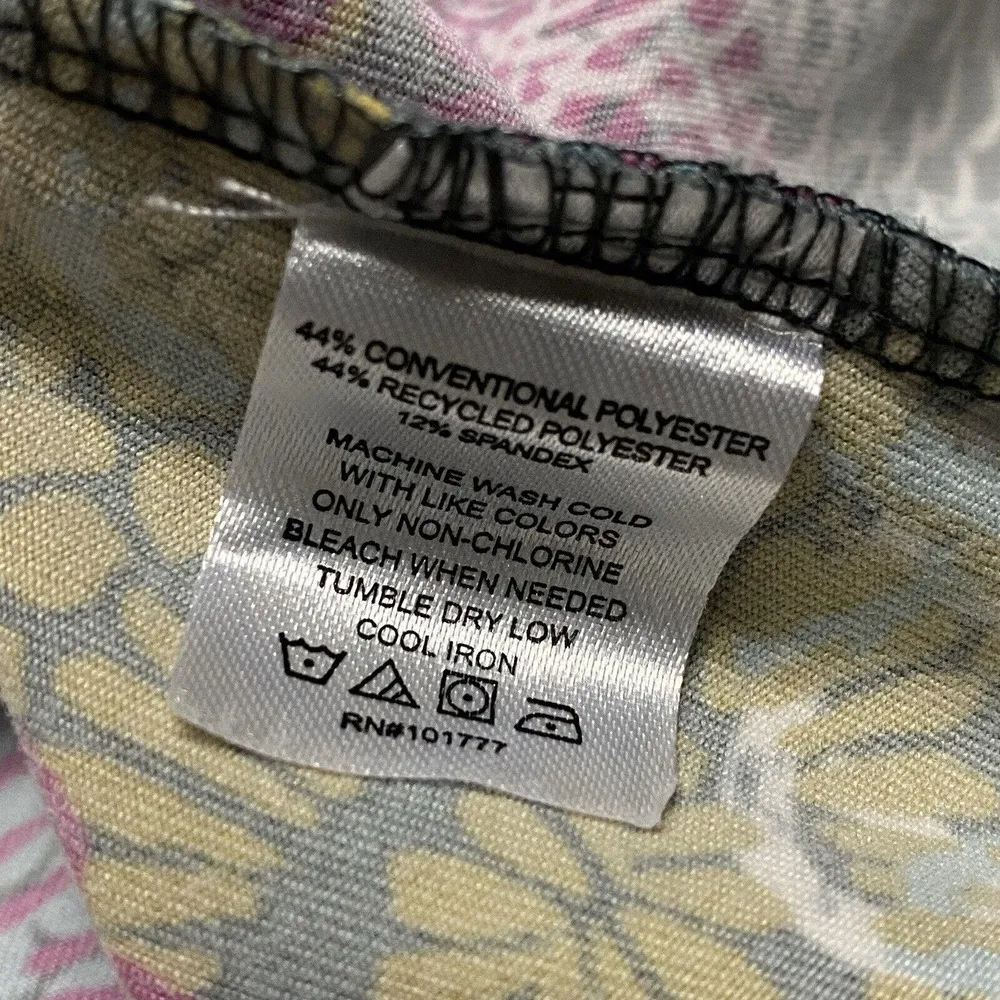 44% CONVENTIONAL POLYESTER
44% RECYCLED POLYESTER
12% SPANDEX
MACHINE WASH COLD
WITH LIKE COLORS
ONLY NON-CHLORINE
BLEACH WHEN NEEDED
TUMBLE DRY LOW
COOL IRON
RN#101777